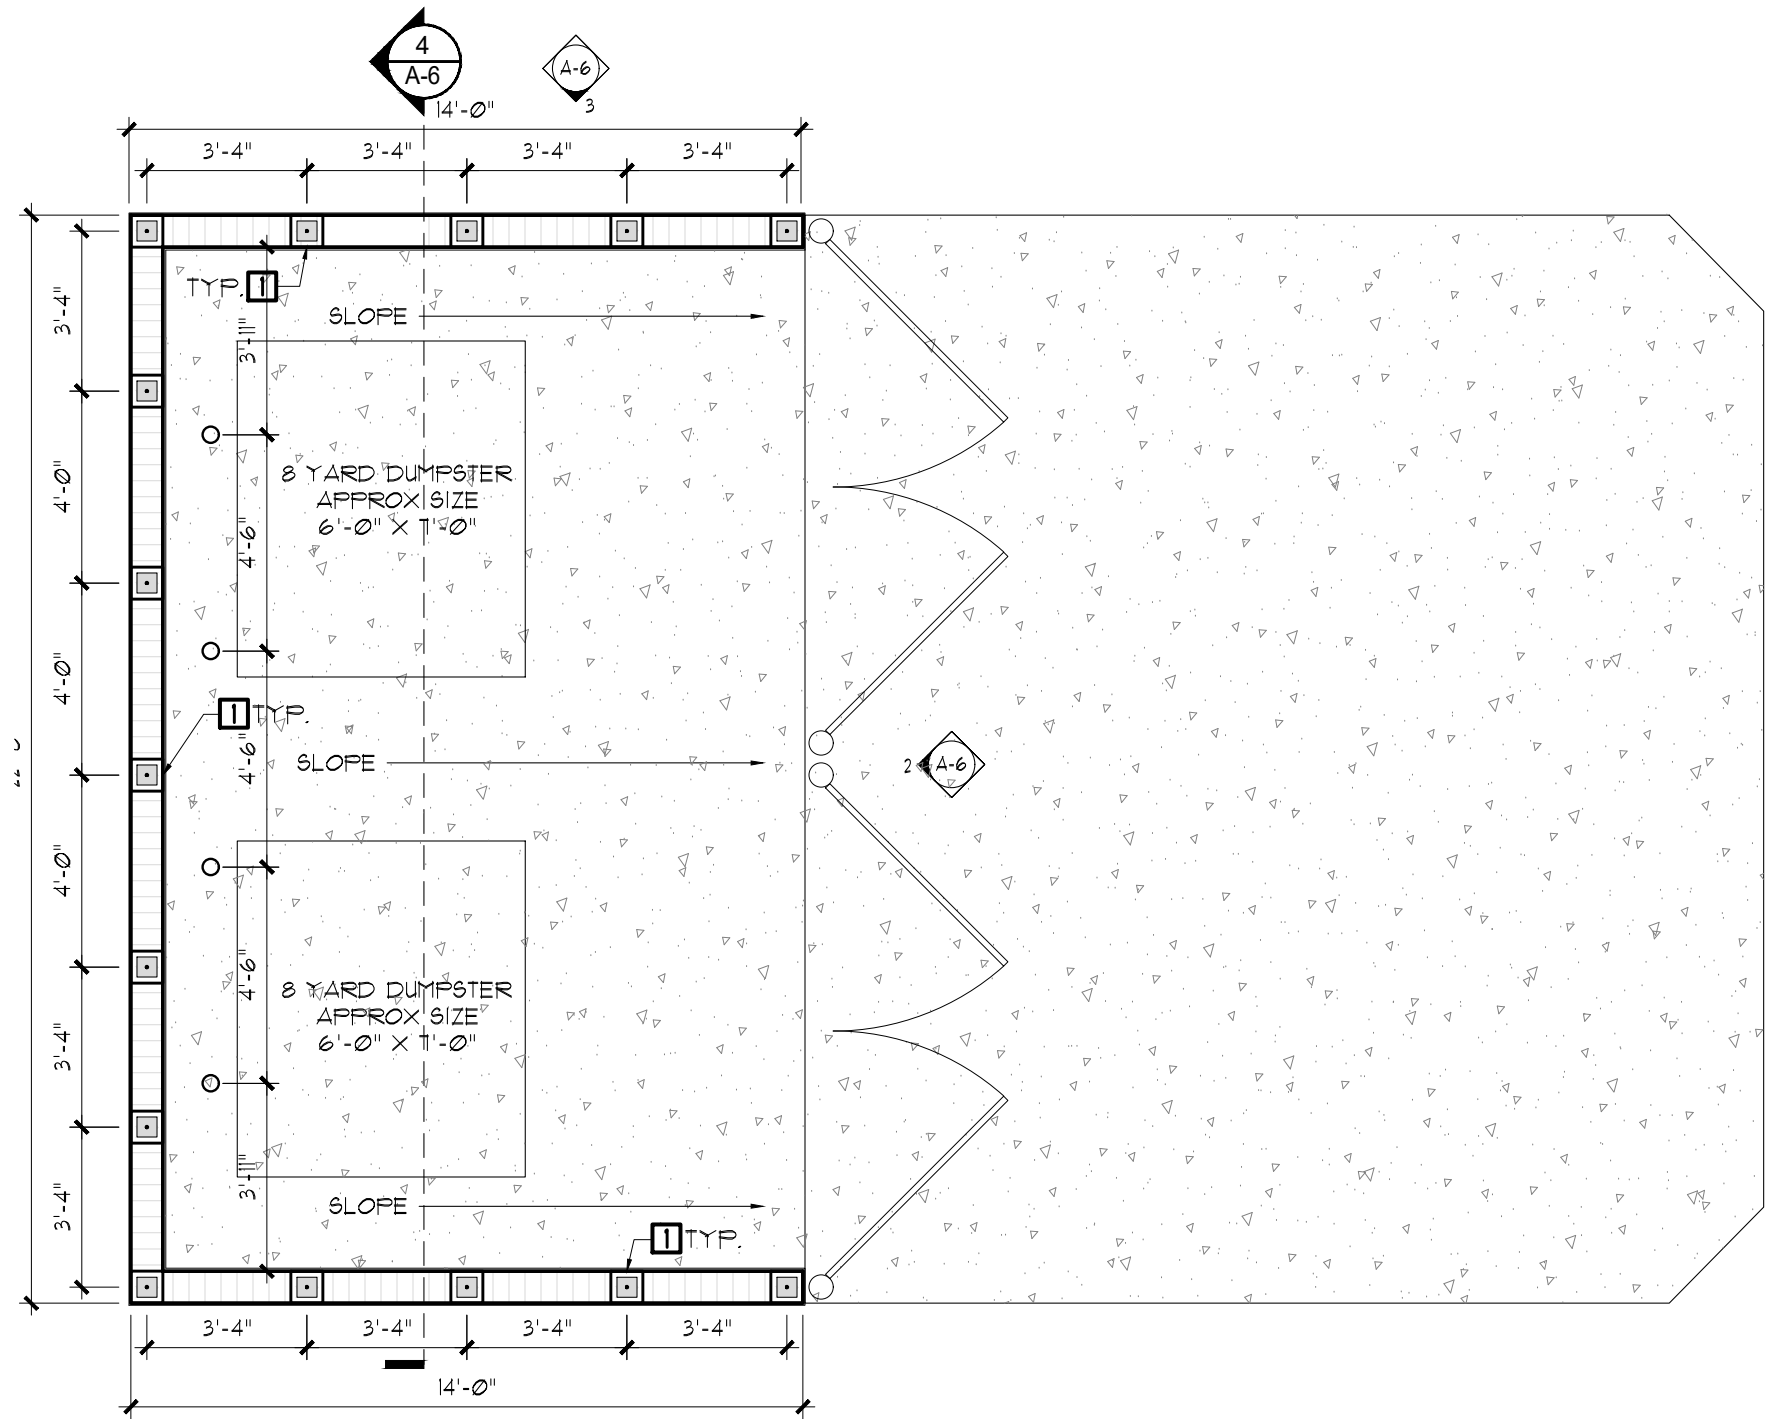 4
A-6
A-6
3
14'-0"
3'-4" 3'-4" 3'-4" 3'-4"
TYP. 1
3'-4"
3'-11"
SLOPE
4'-0"
8 YARD DUMPSTER
APPROX SIZE
6'-0" X 7'-0"
4'-6"
4'-0"
1 TYP.
4'-6"
SLOPE
2 A-6
4'-0"
4'-6"
8 YARD DUMPSTER
APPROX SIZE
6'-0" X 7'-0"
3'-4"
3'-11"
3'-4"
SLOPE
1 TYP.
3'-4" 3'-4" 3'-4" 3'-4"
14'-0"